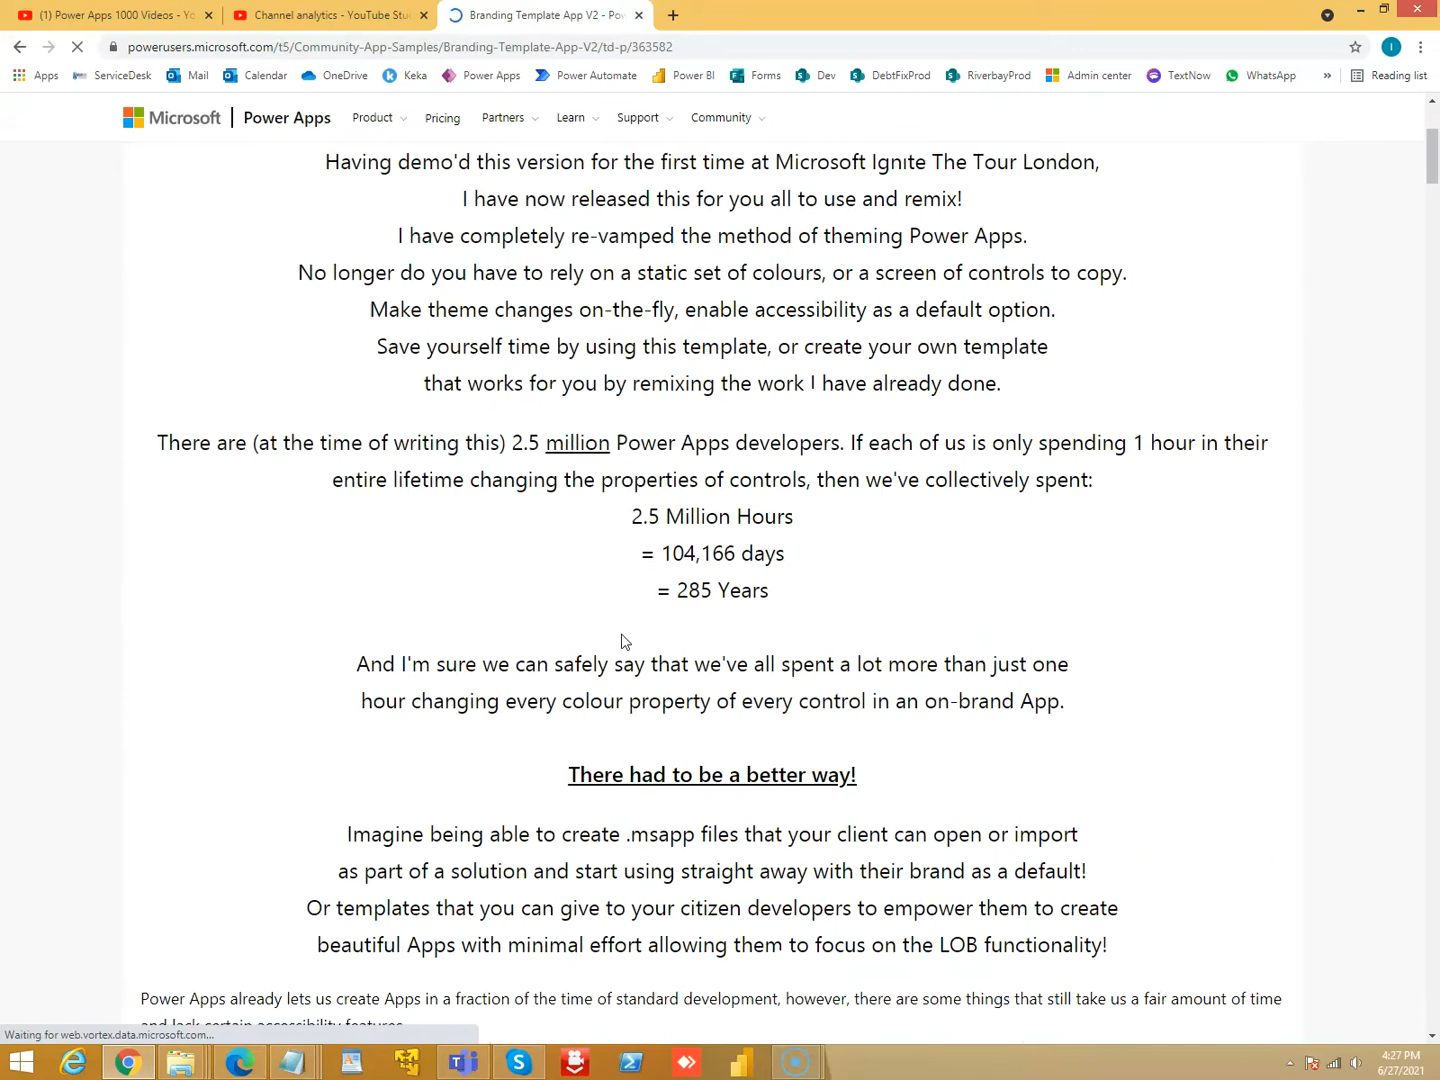 (1) Power Apps 1000 Videos - Yo
Channel analytics - YouTube Stu
Branding Template App V2 - Pow
powerusers.microsoft.com/t5/Community-App-Samples/Branding-Template-App-V2/td-p/363582
Apps ServiceDesk Mail Calendar OneDrive Keka Power Apps Power Automate Power BI Forms Dev DebtFixProd RiverbayProd Admin center TextNow WhatsApp » Reading list
Microsoft | Power Apps Product Pricing Partners Learn Support Community
Having demo'd this version for the first time at Microsoft Ignite The Tour London,
I have now released this for you all to use and remix!
I have completely re-vamped the method of theming Power Apps.
No longer do you have to rely on a static set of colours, or a screen of controls to copy.
Make theme changes on-the-fly, enable accessibility as a default option.
Save yourself time by using this template, or create your own template
that works for you by remixing the work I have already done.
There are (at the time of writing this) 2.5 million Power Apps developers. If each of us is only spending 1 hour in their
entire lifetime changing the properties of controls, then we've collectively spent:
2.5 Million Hours
= 104,166 days
= 285 Years
And I'm sure we can safely say that we've all spent a lot more than just one
hour changing every colour property of every control in an on-brand App.
There had to be a better way!
Imagine being able to create .msapp files that your client can open or import
as part of a solution and start using straight away with their brand as a default!
Or templates that you can give to your citizen developers to empower them to create
beautiful Apps with minimal effort allowing them to focus on the LOB functionality!
Power Apps already lets us create Apps in a fraction of the time of standard development, however, there are some things that still take us a fair amount of time
and lack certain accessibility features
Waiting for web.vortex.data.microsoft.com...
4:27 PM
6/27/2021